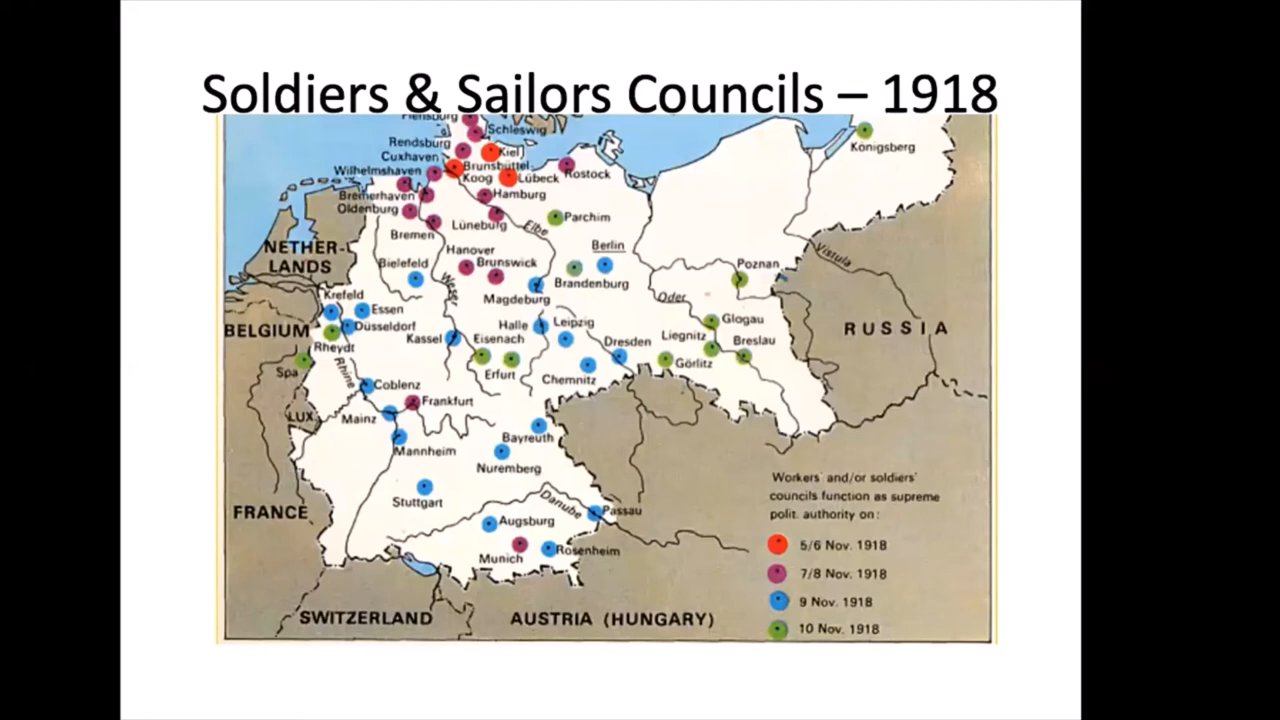 Soldiers & Sailors Councils – 1918
Flensburg
Schleswig
Rendsburg
Kiel
Cuxhaven
Brunsbüttel
Koog
Wilhelmshaven
Lübeck
Rostock
Königsberg
Bremerhaven
Hamburg
Oldenburg
Lüneburg
Parchim
Bremen
Elbe
NETHER-
LANDS
Hanover
Berlin
Vistula
Bielefeld
Brunswick
Poznan
Weser
Brandenburg
Krefeld
Magdeburg
Oder
Essen
Glogau
BELGIUM
Düsseldorf
Halle
Leipzig
RUSSIA
Rheydt
Kassel
Eisenach
Dresden
Liegnitz
Breslau
Spa
Rhine
Erfurt
Chemnitz
Görlitz
Coblenz
LUX.
Mainz
Frankfurt
Mannheim
Bayreuth
Nuremberg
Stuttgart
Danube
Passau
FRANCE
Augsburg
Munich
Rosenheim
SWITZERLAND
AUSTRIA (HUNGARY)
Workers' and/or soldiers'
councils function as supreme
polit. authority on:
5/6 Nov. 1918
7/8 Nov. 1918
9 Nov. 1918
10 Nov. 1918